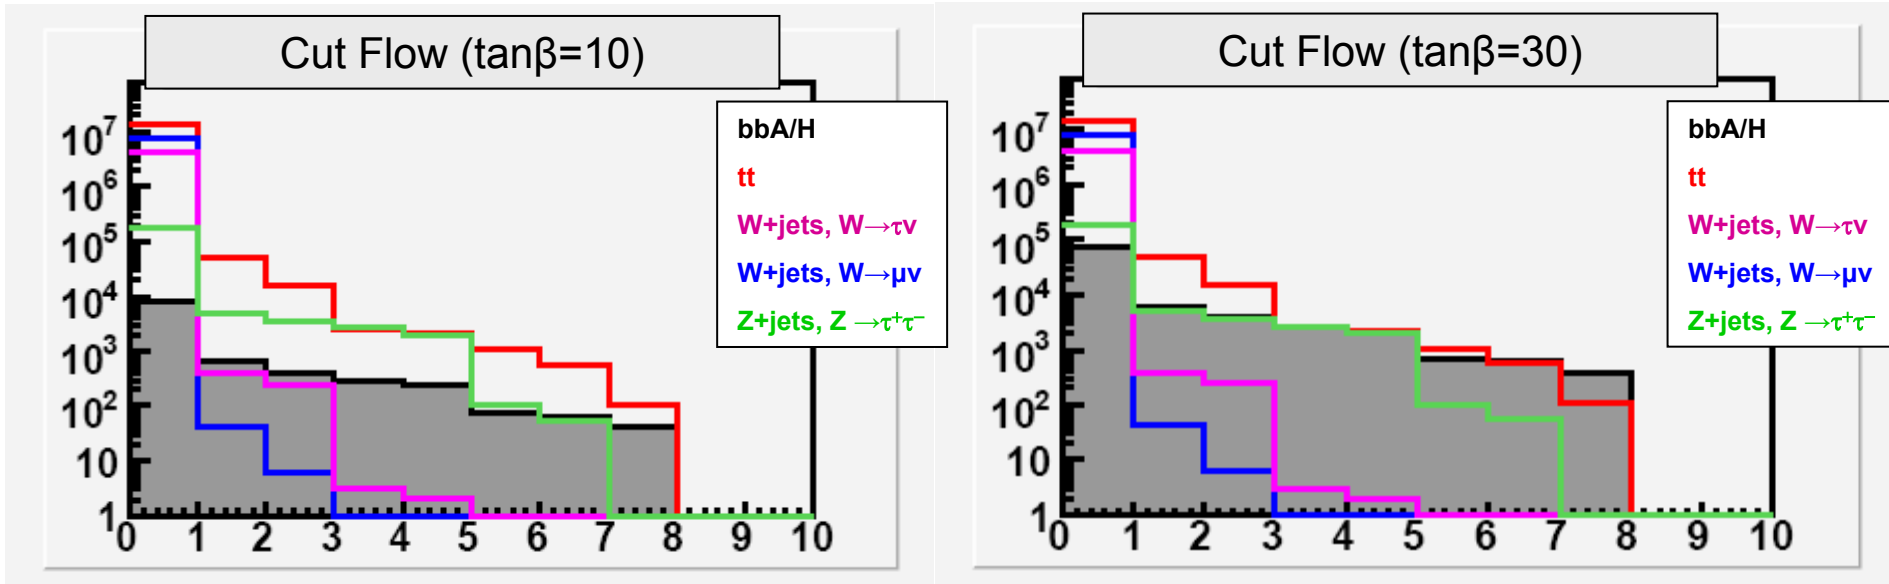 Cut Flow (tanβ=10)
bbA/H
tt
W+jets, W→τν
W+jets, W→μν
Z+jets, Z →τ⁺τ⁻
10⁷
10⁶
10⁵
10⁴
10³
10²
10
1
0 1 2 3 4 5 6 7 8 9 10
Cut Flow (tanβ=30)
bbA/H
tt
W+jets, W→τν
W+jets, W→μν
Z+jets, Z →τ⁺τ⁻
10⁷
10⁶
10⁵
10⁴
10³
10²
10
1
0 1 2 3 4 5 6 7 8 9 10